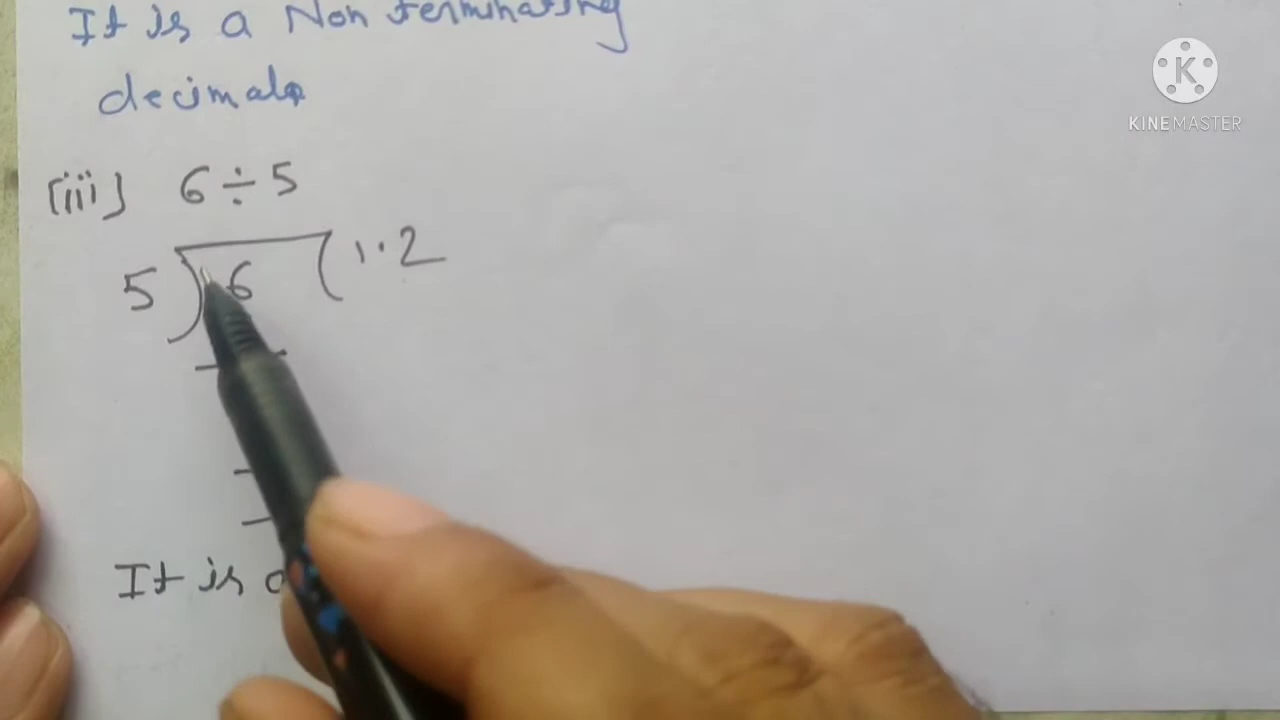 It is a Non terminating
decimals
(iii) 6 ÷ 5
5 ) 6 ( 1.2
It is a
K
KINEMASTER